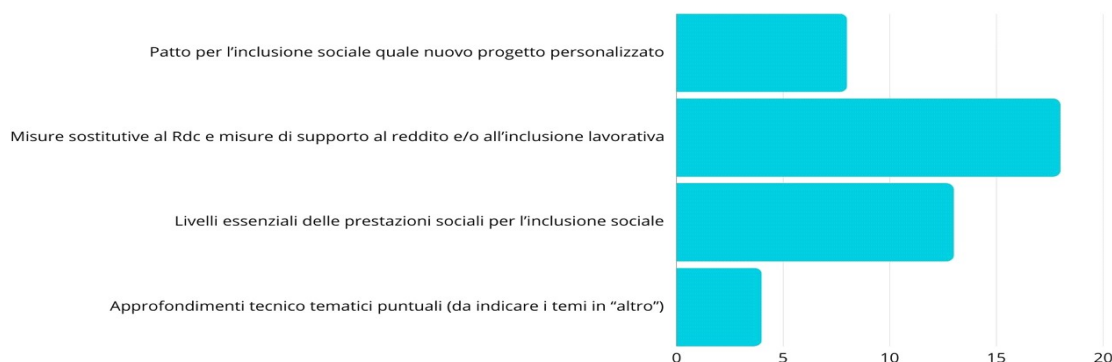 Patto per l’inclusione sociale quale nuovo progetto personalizzato
Misure sostitutive al Rdc e misure di supporto al reddito e/o all’inclusione lavorativa
Livelli essenziali delle prestazioni sociali per l’inclusione sociale
Approfondimenti tecnico tematici puntuali (da indicare i temi in “altro”)
0 5 10 15 20